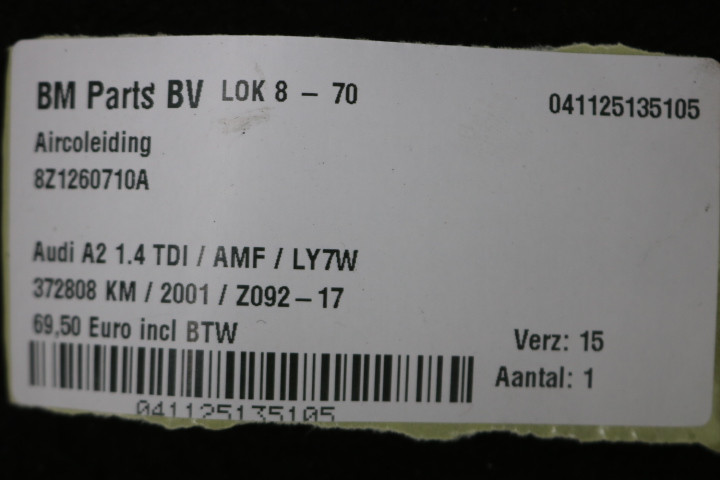 BM Parts BV LOK 8 - 70 041125135105
Aircoleiding
8Z1260710A
Audi A2 1.4 TDI / AMF / LY7W
372808 KM / 2001 / Z092-17
69,50 Euro incl BTW
Verz: 15
Aantal: 1
041125135105